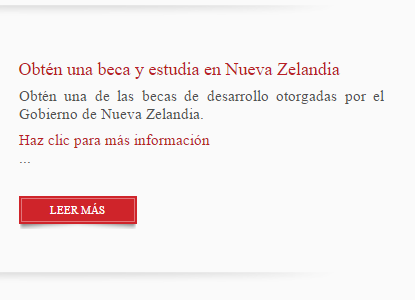 Obtén una beca y estudia en Nueva Zelandia
Obtén una de las becas de desarrollo otorgadas por el
Gobierno de Nueva Zelandia.
Haz clic para más información
...
LEER MÁS